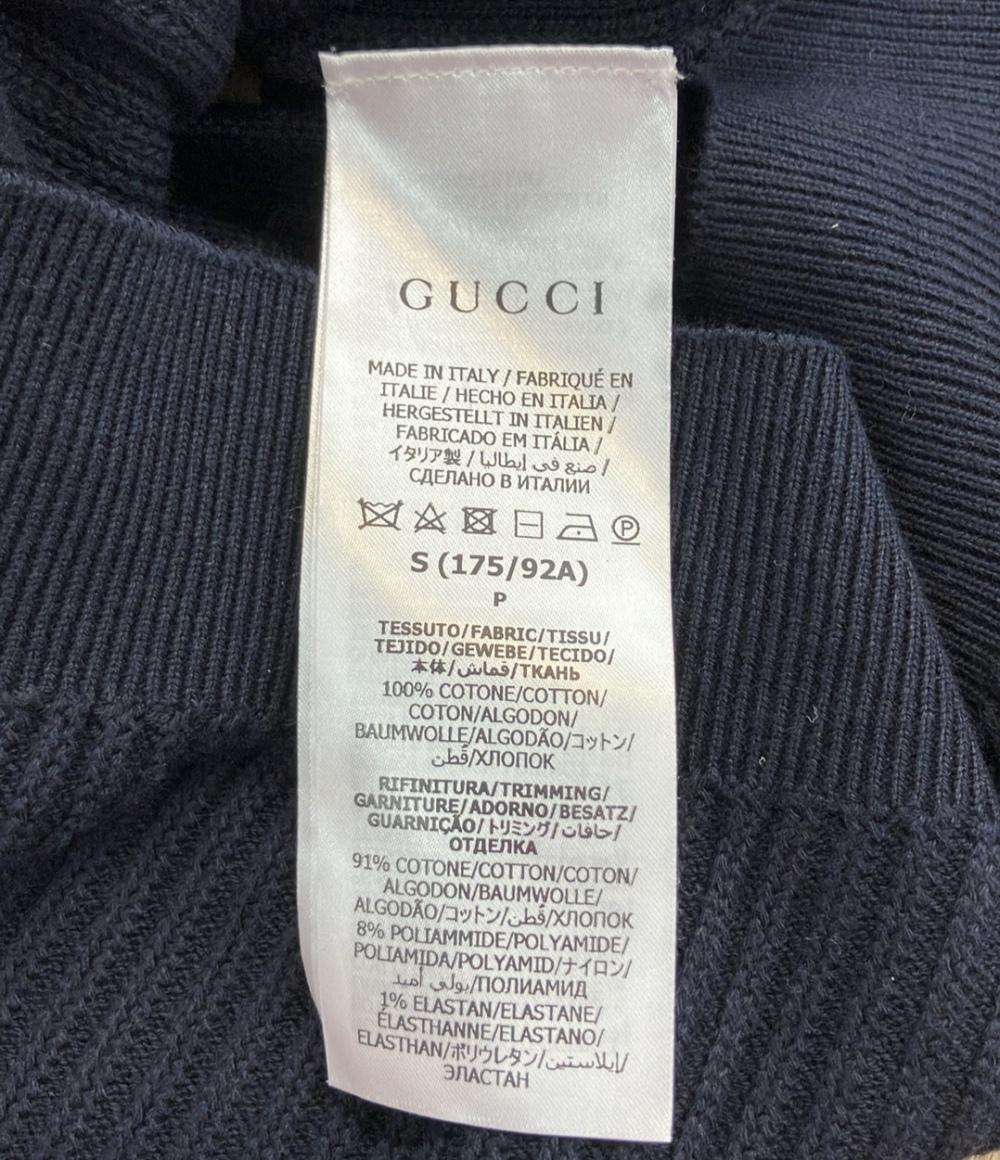 GUCCI
MADE IN ITALY / FABRIQUÉ EN
ITALIE / HECHO EN ITALIA /
HERGESTELLT IN ITALIEN /
FABRICADO EM ITÁLIA /
イタリア製 / صنع في إيطاليا /
СДЕЛАНО В ИТАЛИИ
P
S (175/92A)
P
TESSUTO/FABRIC/TISSU/
TEJIDO/GEWEBE/TECIDO/
本体/قماش/ТКАНЬ
100% COTONE/COTTON/
COTON/ALGODON/
BAUMWOLLE/ALGODÃO/コットン/
قطن/ХЛОПОК
RIFINITURA/TRIMMING/
GARNITURE/ADORNO/BESATZ/
GUARNIÇÃO/トリミング/حافات/
ОТДЕЛКА
91% COTONE/COTTON/COTON/
ALGODON/BAUMWOLLE/
ALGODÃO/コットン/قطن/ХЛОПОК
8% POLIAMMIDE/POLYAMIDE/
POLIAMIDA/POLYAMID/ナイロン/
بولي أميد/ПОЛИАМИД
1% ELASTAN/ELASTANE/
ÉLASTHANNE/ELASTANO/
ELASTHAN/ポリウレタン/إيلاستين/
ЭЛАСТАН